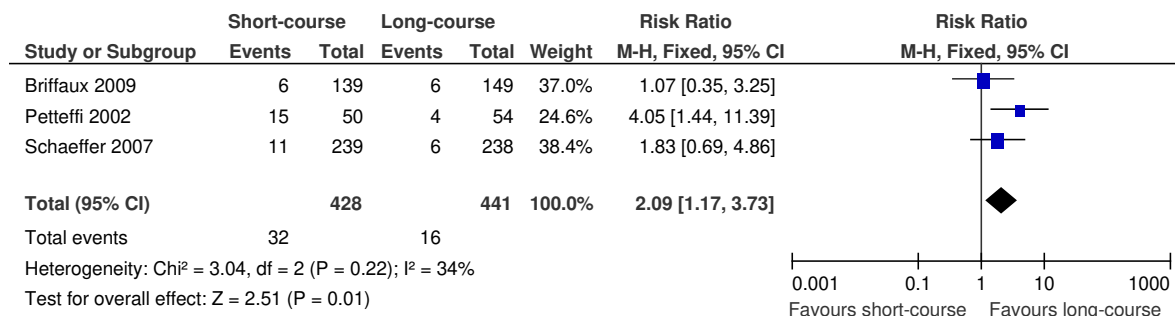 Short-course Long-course Risk Ratio Risk Ratio
Study or Subgroup Events Total Events Total Weight M-H, Fixed, 95% CI M-H, Fixed, 95% CI
Briffaux 2009 6 139 6 149 37.0% 1.07 [0.35, 3.25]
Petteffi 2002 15 50 4 54 24.6% 4.05 [1.44, 11.39]
Schaeffer 2007 11 239 6 238 38.4% 1.83 [0.69, 4.86]
Total (95% CI) 428 441 100.0% 2.09 [1.17, 3.73]
Total events 32 16
Heterogeneity: Chi² = 3.04, df = 2 (P = 0.22); I² = 34%
Test for overall effect: Z = 2.51 (P = 0.01)
0.001 0.1 1 10 1000
Favours short-course Favours long-course